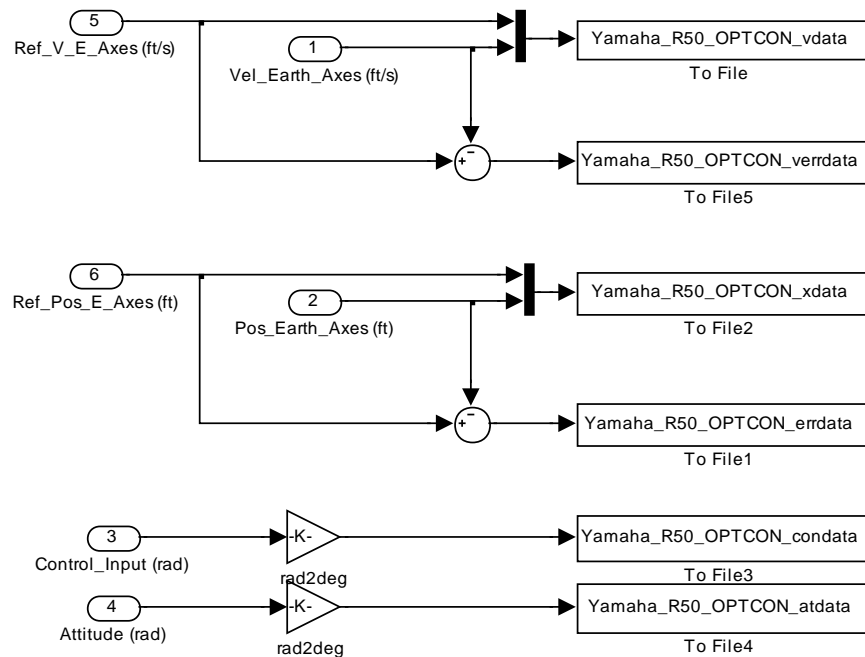 5
Ref_V_E_Axes (ft/s)
1
Vel_Earth_Axes (ft/s)
Yamaha_R50_OPTCON_vdata
To File
+
−
Yamaha_R50_OPTCON_verrdata
To File5
6
Ref_Pos_E_Axes (ft)
2
Pos_Earth_Axes (ft)
Yamaha_R50_OPTCON_xdata
To File2
+
−
Yamaha_R50_OPTCON_errdata
To File1
3
Control_Input (rad)
-K-
rad2deg
Yamaha_R50_OPTCON_condata
To File3
4
Attitude (rad)
-K-
rad2deg
Yamaha_R50_OPTCON_atdata
To File4